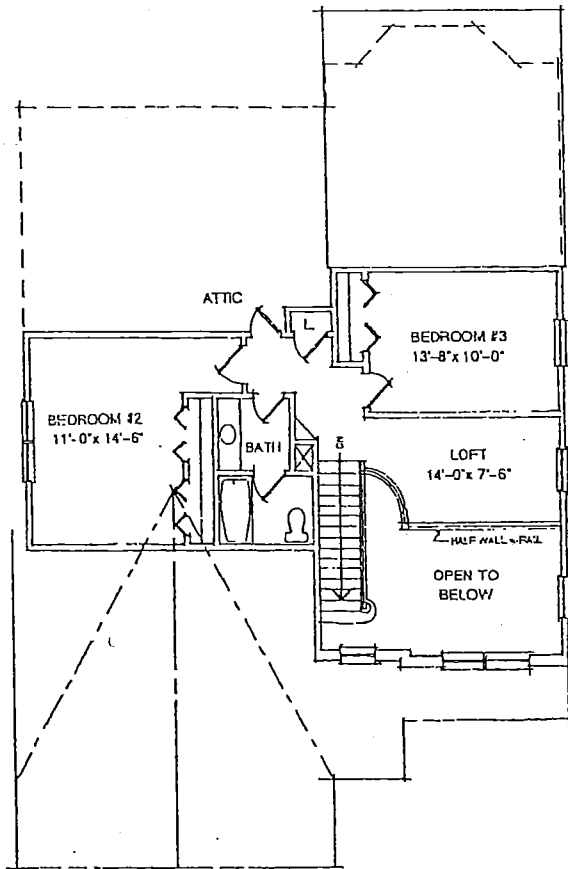 ATTIC
L
BEDROOM #3
13'-8" x 10'-0"
BEDROOM #2
11'-0" x 14'-6"
BATH
DN
LOFT
14'-0" x 7'-6"
HALF WALL & RAIL
OPEN TO
BELOW